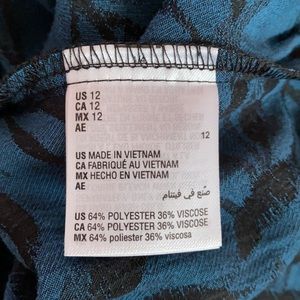 US 12
CA 12
MX 12
AE
12
US MADE IN VIETNAM
CA FABRIQUÉ AU VIETNAM
MX HECHO EN VIETNAM
AE
صنع في فيتنام
US 64% POLYESTER 36% VISCOSE
CA 64% POLYESTER 36% VISCOSE
MX 64% poliester 36% viscosa